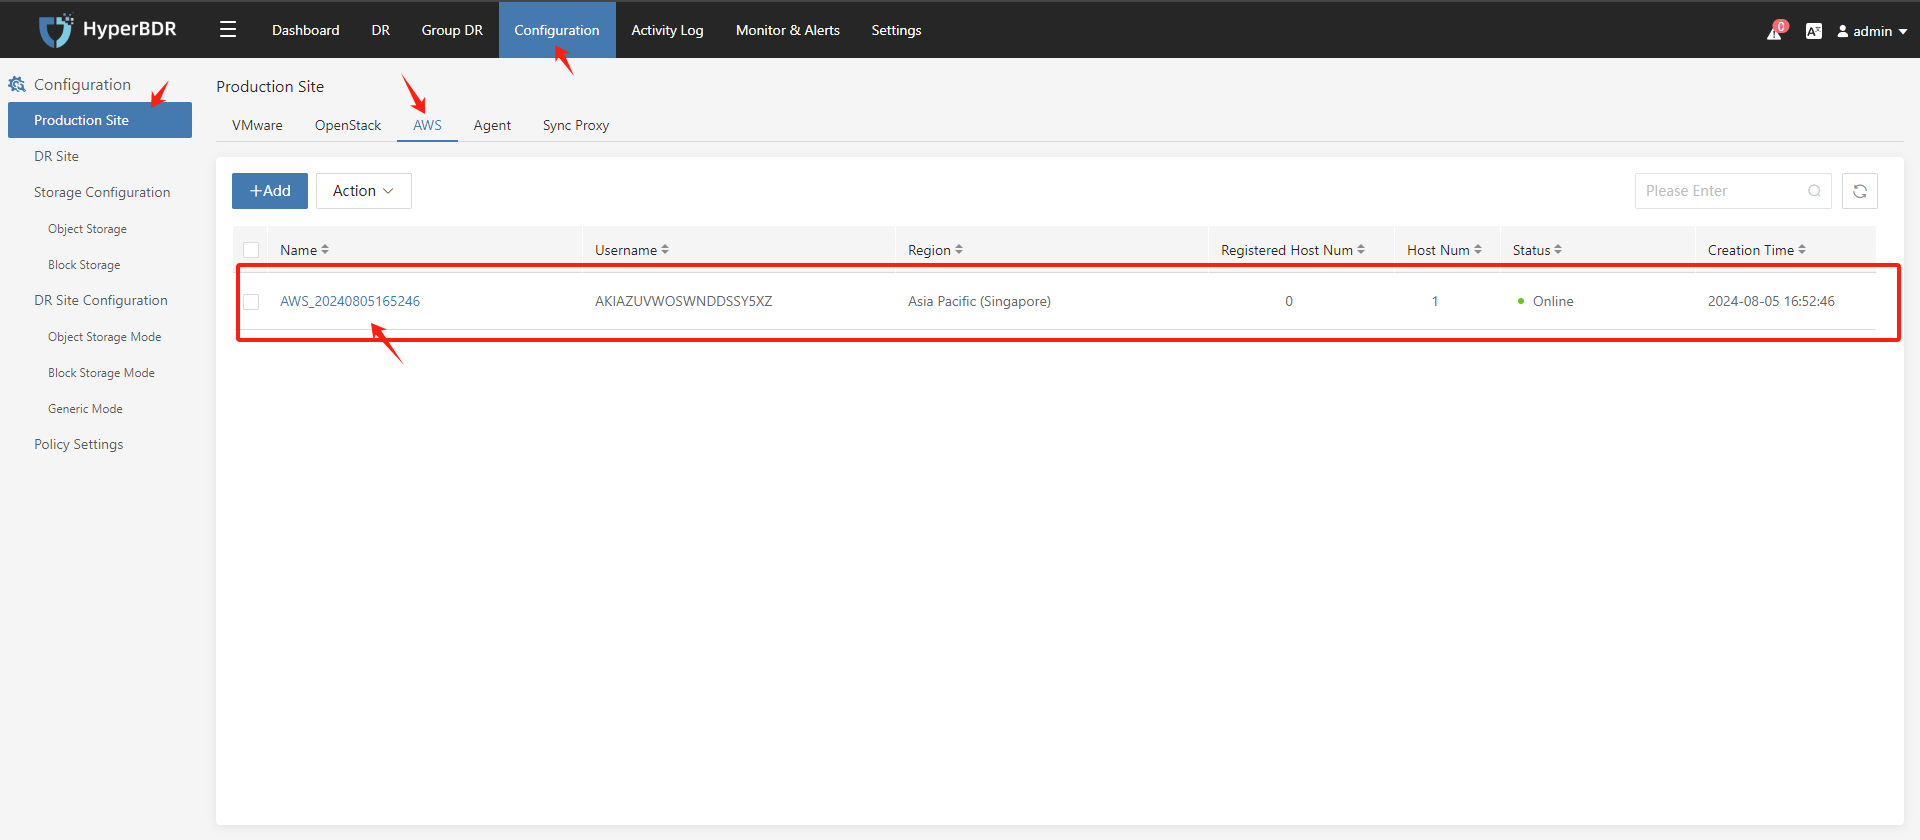 HyperBDR
Dashboard DR Group DR Configuration Activity Log Monitor & Alerts Settings
0 admin
Configuration
Production Site
DR Site
Storage Configuration
Object Storage
Block Storage
DR Site Configuration
Object Storage Mode
Block Storage Mode
Generic Mode
Policy Settings
Production Site
VMware OpenStack AWS Agent Sync Proxy
+Add Action Please Enter
Name Username Region Registered Host Num Host Num Status Creation Time
AWS_20240805165246 AKIAZUVWOSWNDDSSY5XZ Asia Pacific (Singapore) 0 1 Online 2024-08-05 16:52:46